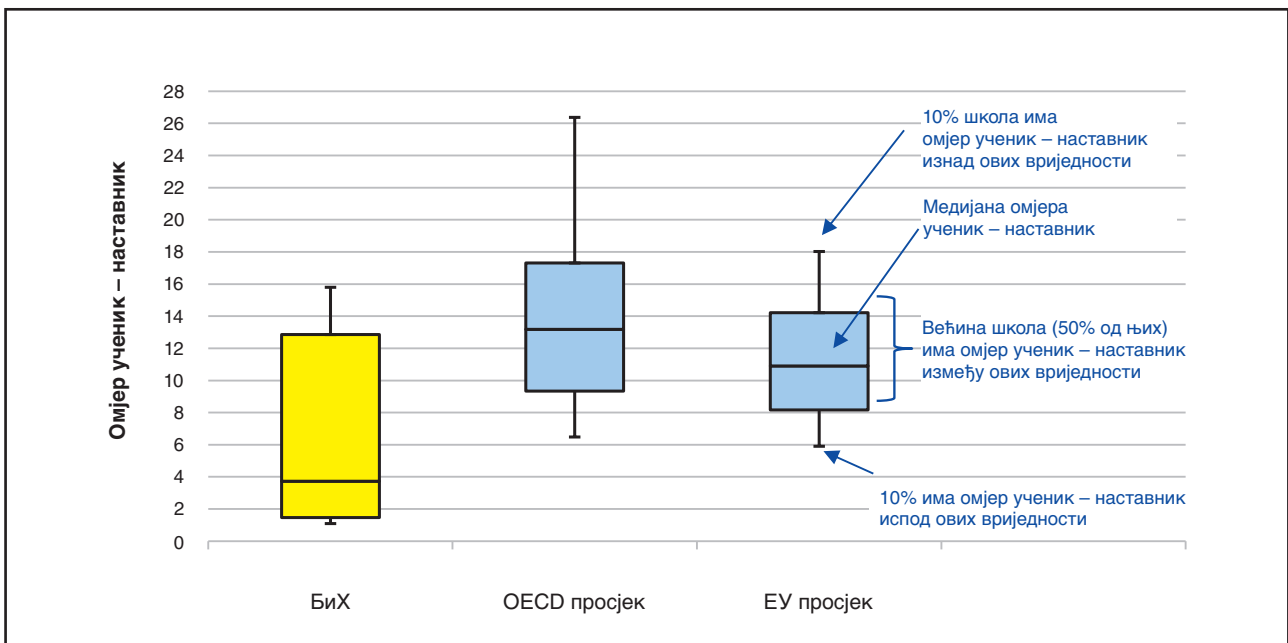 Омјер ученик – наставник
28
26
24
22
20
18
16
14
12
10
8
6
4
2
0
10% школа има
омјер ученик – наставник
изнад ових вриједности
Медијана омјера
ученик – наставник
Већина школа (50% од њих)
има омјер ученик – наставник
између ових вриједности
10% има омјер ученик – наставник
испод ових вриједности
БиХ
OECD просјек
ЕУ просјек